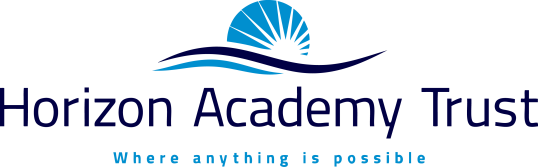 Horizon Academy Trust
Where anything is possible